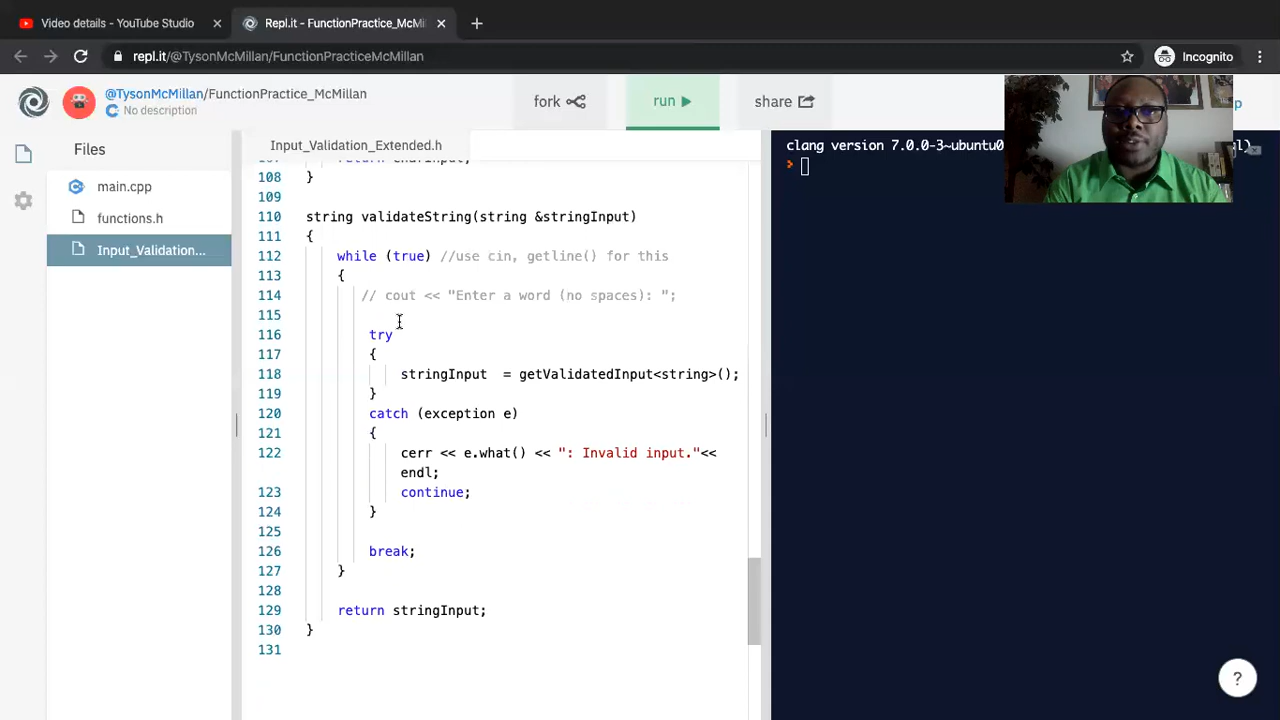 Video details - YouTube Studio
Repl.it - FunctionPractice_McMil
repl.it/@TysonMcMillan/FunctionPracticeMcMillan
Incognito
@TysonMcMillan/FunctionPractice_McMillan
No description
fork
run
share
Files
main.cpp
functions.h
Input_Validation...
Input_Validation_Extended.h
108 }
109
110 string validateString(string &stringInput)
111 {
112 while (true) //use cin, getline() for this
113 {
114 // cout << "Enter a word (no spaces): ";
115
116 try
117 {
118 stringInput = getValidatedInput<string>();
119 }
120 catch (exception e)
121 {
122 cerr << e.what() << ": Invalid input."<<
endl;
123 continue;
124 }
125
126 break;
127 }
128
129 return stringInput;
130 }
131
clang version 7.0.0-3~ubuntu0
?